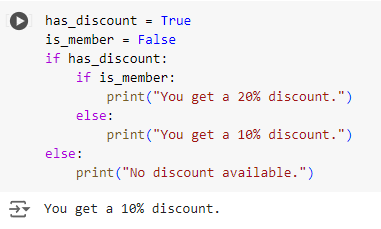 has_discount = True
is_member = False
if has_discount:
    if is_member:
        print("You get a 20% discount.")
    else:
        print("You get a 10% discount.")
else:
    print("No discount available.")
You get a 10% discount.